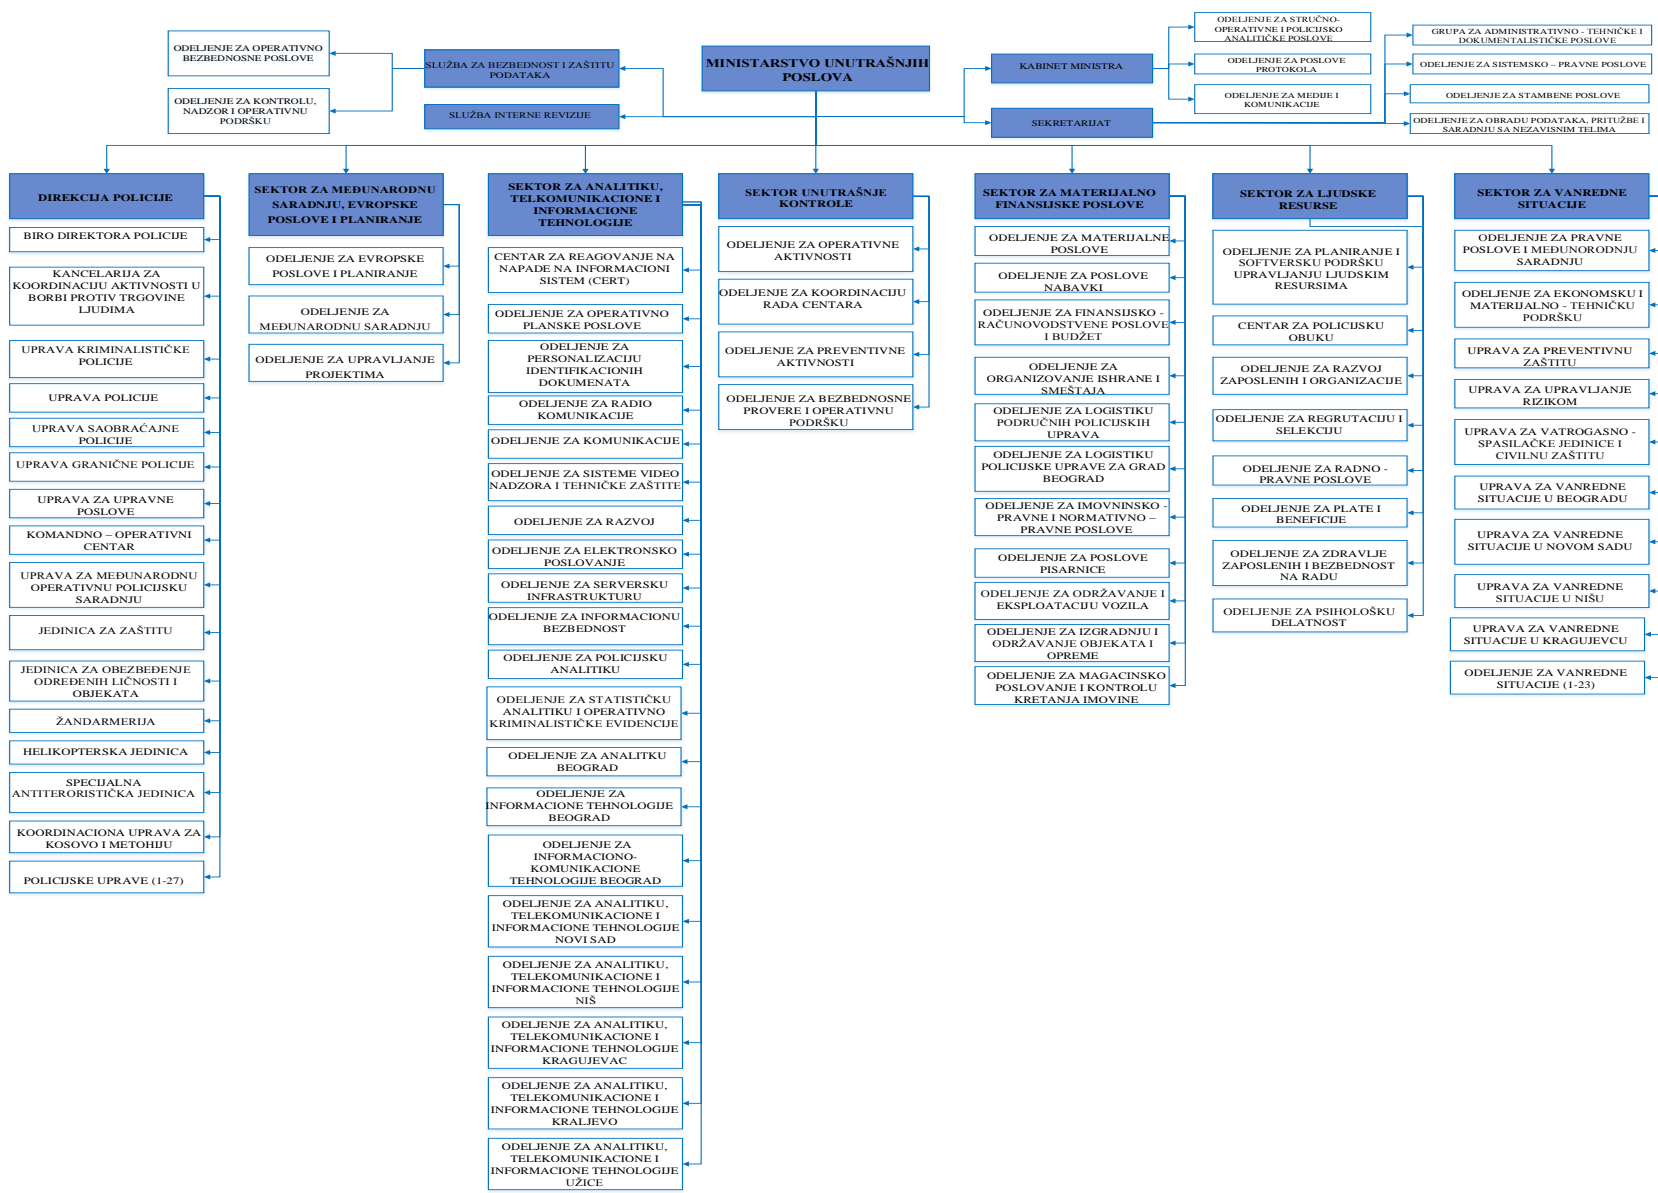 MINISTARSTVO UNUTRAŠNJIH
POSLOVA
SLUŽBA ZA BEZBEDNOST I ZAŠTITU
PODATAKA
ODELJENJE ZA OPERATIVNO
BEZBEDNOSNE POSLOVE
ODELJENJE ZA KONTROLU,
NADZOR I OPERATIVNU
PODRŠKU
SLUŽBA INTERNE REVIZIJE
KABINET MINISTRA
ODELJENJE ZA STRUČNO-
OPERATIVNE I POLICIJSKO
ANALITIČKE POSLOVE
ODELJENJE ZA POSLOVE
PROTOKOLA
ODELJENJE ZA MEDIJE I
KOMUNIKACIJE
SEKRETARIJAT
GRUPA ZA ADMINISTRATIVNO - TEHNIČKE I
DOKUMENTALISTIČKE POSLOVE
ODELJENJE ZA SISTEMSKO – PRAVNE POSLOVE
ODELJENJE ZA STAMBENE POSLOVE
ODELJENJE ZA OBRADU PODATAKA, PRITUŽBE I
SARADNJU SA NEZAVISNIM TELIMA
DIREKCIJA POLICIJE
BIRO DIREKTORA POLICIJE
KANCELARIJA ZA
KOORDINACIJU AKTIVNOSTI U
BORBI PROTIV TRGOVINE
LJUDIMA
UPRAVA KRIMINALISTIČKE
POLICIJE
UPRAVA POLICIJE
UPRAVA SAOBRAĆAJNE
POLICIJE
UPRAVA GRANIČNE POLICIJE
UPRAVA ZA UPRAVNE
POSLOVE
KOMANDNO – OPERATIVNI
CENTAR
UPRAVA ZA MEĐUNARODNU
OPERATIVNU POLICIJSKU
SARADNJU
JEDINICA ZA ZAŠTITU
JEDINICA ZA OBEZBEĐENJE
ODREĐENIH LIČNOSTI I
OBJEKATA
ŽANDARMERIJA
HELIKOPTERSKA JEDINICA
SPECIJALNA
ANTITERORISTIČKA JEDINICA
KOORDINACIONA UPRAVA ZA
KOSOVO I METOHIJU
POLICIJSKE UPRAVE (1-27)
SEKTOR ZA MEĐUNARODNU
SARADNJU, EVROPSKE
POSLOVE I PLANIRANJE
ODELJENJE ZA EVROPSKE
POSLOVE I PLANIRANJE
ODELJENJE ZA
MEĐUNARODNU SARADNJU
ODELJENJE ZA UPRAVLJANJE
PROJEKTIMA
SEKTOR ZA ANALITIKU,
TELKOMUNIKACIONE I
INFORMACIONE
TEHNOLOGIJE
CENTAR ZA REAGOVANJE NA
NAPADE NA INFORMACIONI
SISTEM (CERT)
ODELJENJE ZA OPERATIVNO
PLANSKE POSLOVE
ODELJENJE ZA
PERSONALIZACIJU
IDENTIFIKACIONIH
DOKUMENATA
ODELJENJE ZA RADIO
KOMUNIKACIJE
ODELJENJE ZA KOMUNIKACIJE
ODELJENJE ZA SISTEME VIDEO
NADZORA I TEHNIČKE ZAŠTITE
ODELJENJE ZA RAZVOJ
ODELJENJE ZA ELEKTRONSKO
POSLOVANJE
ODELJENJE ZA SERVERSKU
INFRASTRUKTURU
ODELJENJE ZA INFORMACIONU
BEZBEDNOST
ODELJENJE ZA POLICIJSKU
ANALITIKU
ODELJENJE ZA STATISTIČKU
ANALITIKU I OPERATIVNO
KRIMINALISTIČKE EVIDENCIJE
ODELJENJE ZA ANALITKU
BEOGRAD
ODELJENJE ZA
INFORMACIONE TEHNOLOGIJE
BEOGRAD
ODELJENJE ZA
INFORMACIONO-
KOMUNIKACIONE
TEHNOLOGIJE BEOGRAD
ODELJENJE ZA ANALITIKU,
TELEKOMUNIKACIONE I
INFORMACIONE TEHNOLOGIJE
NOVI SAD
ODELJENJE ZA ANALITIKU,
TELEKOMUNIKACIONE I
INFORMACIONE TEHNOLOGIJE
NIŠ
ODELJENJE ZA ANALITIKU,
TELEKOMUNIKACIONE I
INFORMACIONE TEHNOLOGIJE
KRAGUJEVAC
ODELJENJE ZA ANALITIKU,
TELEKOMUNIKACIONE I
INFORMACIONE TEHNOLOGIJE
KRALJEVO
ODELJENJE ZA ANALITIKU,
TELEKOMUNIKACIONE I
INFORMACIONE TEHNOLOGIJE
UŽICE
SEKTOR UNUTRAŠNJE
KONTROLE
ODELJENJE ZA OPERATIVNE
AKTIVNOSTI
ODELJENJE ZA KOORDINACIJU
RADA CENTARA
ODELJENJE ZA PREVENTIVNE
AKTIVNOSTI
ODELJENJE ZA BEZBEDNOSNE
PROVERE I OPERATIVNU
PODRŠKU
SEKTOR ZA MATERIJALNO
FINANSIJSKE POSLOVE
ODELJENJE ZA MATERIJALNE
POSLOVE
ODELJENJE ZA POSLOVE
NABAVKI
ODELJENJE ZA FINANSIJSKO -
RAČUNOVODSTVENE POSLOVE
I BUDŽET
ODELJENJE ZA
ORGANIZOVANJE ISHRANE I
SMEŠTAJA
ODELJENJE ZA LOGISTIKU
PODRUČNIH POLICIJSKIH
UPRAVA
ODELJENJE ZA LOGISTIKU
POLICIJSKE UPRAVE ZA GRAD
BEOGRAD
ODELJENJE ZA IMOVNINSKO -
PRAVNE I NORMATIVNO –
PRAVNE POSLOVE
ODELJENJE ZA POSLOVE
PISARNICE
ODELJENJE ZA ODRŽAVANJE I
EKSPLOATACIJU VOZILA
ODELJENJE ZA IZGRADNJU I
ODRŽAVANJE OBJEKATA I
OPREME
ODELJENJE ZA MAGACINSKO
POSLOVANJE I KONTROLU
KRETANJA IMOVINE
SEKTOR ZA LJUDSKE
RESURSE
ODELJENJE ZA PLANIRANJE I
SOFTVERSKU PODRŠKU
UPRAVLJANJU LJUDSKIM
RESURSIMA
CENTAR ZA POLICIJSKU
OBUKU
ODELJENJE ZA RAZVOJ
ZAPOSLENIH I ORGANIZACIJE
ODELJENJE ZA REGRUTACIJU I
SELEKCIJU
ODELJENJE ZA RADNO -
PRAVNE POSLOVE
ODELJENJE ZA PLATE I
BENEFICIJE
ODELJENJE ZA ZDRAVLJE
ZAPOSLENIH I BEZBEDNOST
NA RADU
ODELJENJE ZA PSIHOLOŠKU
DELATNOST
SEKTOR ZA VANREDNE
SITUACIJE
ODELJENJE ZA PRAVNE
POSLOVE I MEĐUNORODNJU
SARADNJU
ODELJENJE ZA EKONOMSKU I
MATERIJALNO - TEHNIČKU
PODRŠKU
UPRAVA ZA PREVENTIVNU
ZAŠTITU
UPRAVA ZA UPRAVLJANJE
RIZIKOM
UPRAVA ZA VATROGASNO -
SPASILAČKE JEDINICE I
CIVILNU ZAŠTITU
UPRAVA ZA VANREDNE
SITUACIJE U BEOGRADU
UPRAVA ZA VANREDNE
SITUACIJE U NOVOM SADU
UPRAVA ZA VANREDNE
SITUACIJE U NIŠU
UPRAVA ZA VANREDNE
SITUACIJE U KRAGUJEVCU
ODELJENJE ZA VANREDNE
SITUACIJE (1-23)